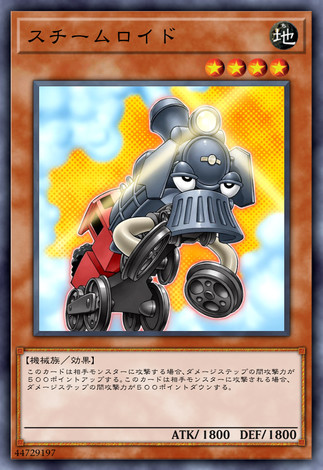 スチームロイド
地
【機械族／効果】
このカードは相手モンスターに攻撃する場合、ダメージステップの間攻撃力が
５００ポイントアップする。このカードは相手モンスターに攻撃される場合、
ダメージステップの間攻撃力が５００ポイントダウンする。
ATK/1800 DEF/1800
44729197